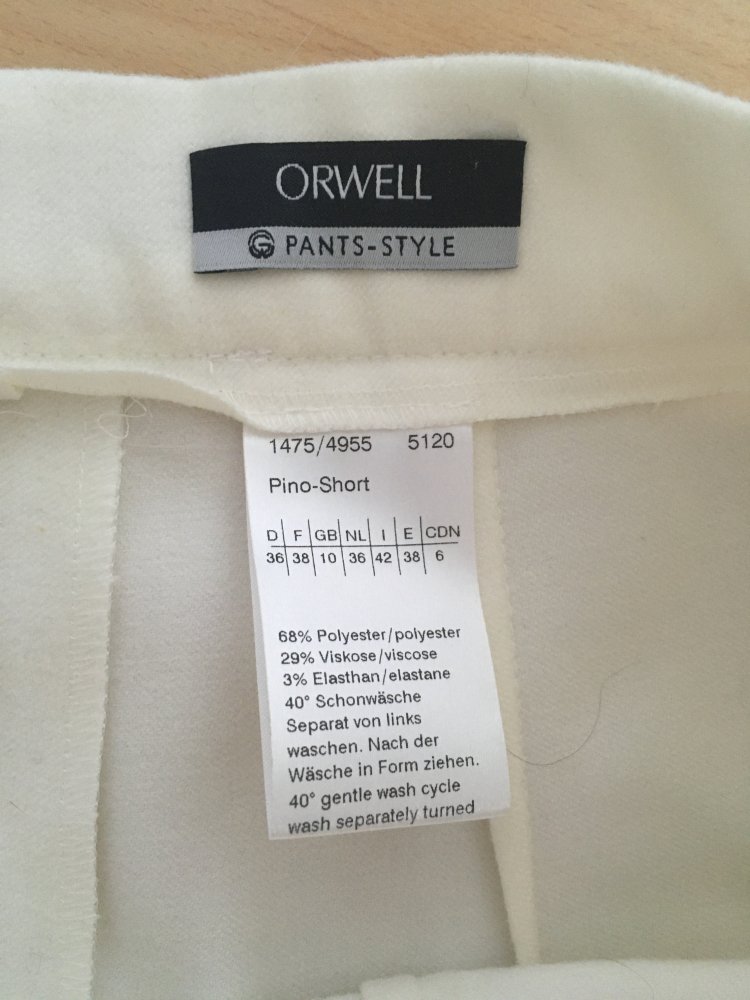 ORWELL
PANTS-STYLE
1475/4955 5120
Pino-Short
D F GB NL I E CDN
36 38 10 36 42 38 6
68% Polyester/polyester
29% Viskose/viscose
3% Elasthan/elastane
40° Schonwäsche
Separat von links
waschen. Nach der
Wäsche in Form ziehen.
40° gentle wash cycle
wash separately turned